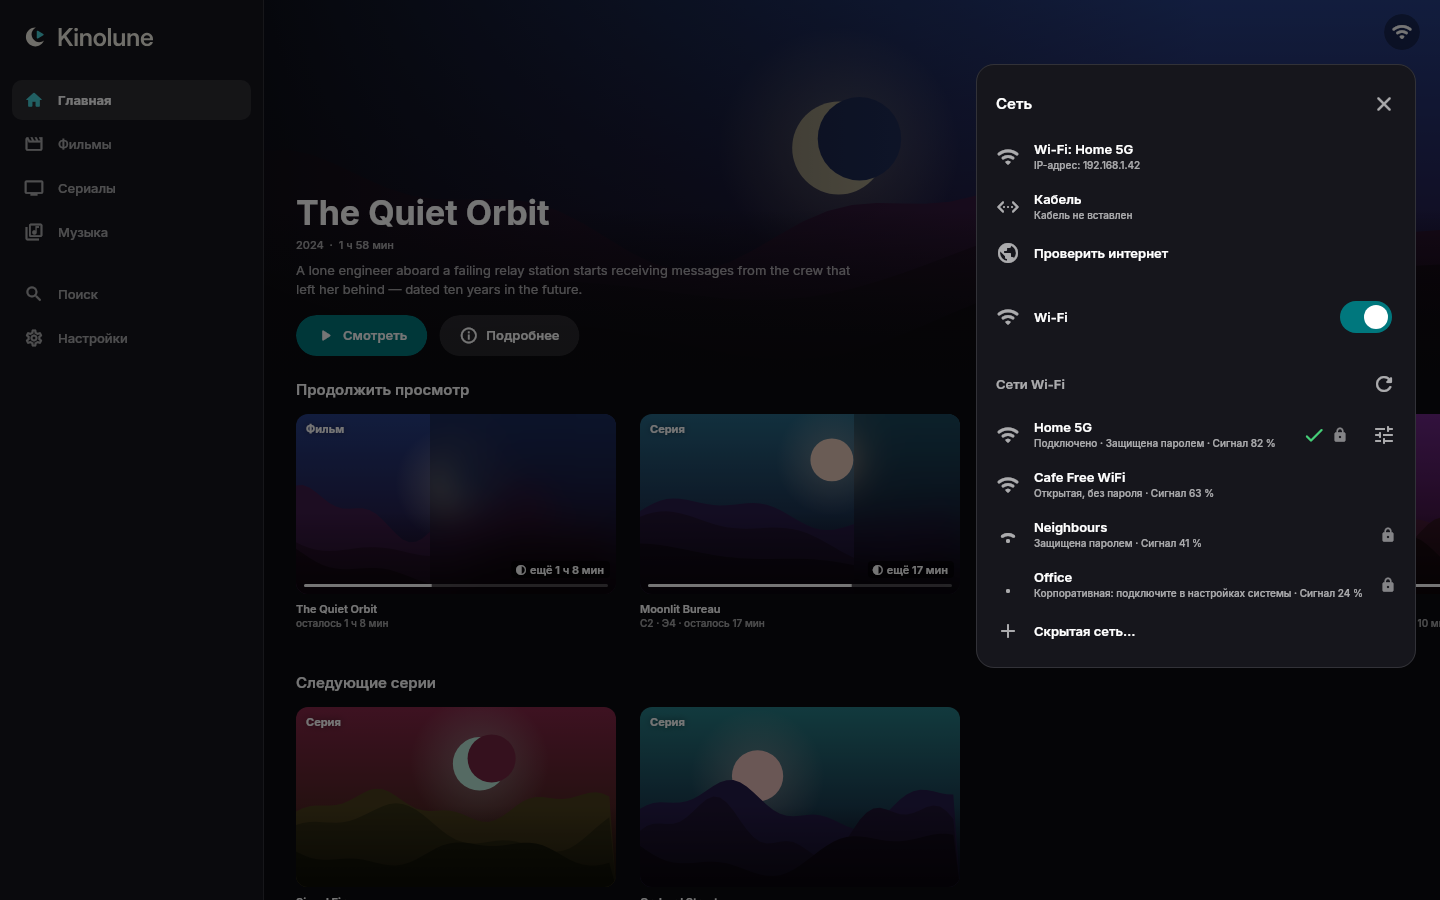 Kinolune
Главная
Фильмы
Сериалы
Музыка
Поиск
Настройки
The Quiet Orbit
2024 · 1 ч 58 мин
A lone engineer aboard a failing relay station starts receiving messages from the crew that
left her behind — dated ten years in the future.
Смотреть
Подробнее
Продолжить просмотр
Фильм
ещё 1 ч 8 мин
The Quiet Orbit
осталось 1 ч 8 мин
Серия
ещё 17 мин
Moonlit Bureau
С2 · Э4 · осталось 17 мин
10 мин
Следующие серии
Серия
Серия
Сеть
Wi-Fi: Home 5G
IP-адрес: 192.168.1.42
Кабель
Кабель не вставлен
Проверить интернет
Wi-Fi
Сети Wi-Fi
Home 5G
Подключено · Защищена паролем · Сигнал 82 %
Cafe Free WiFi
Открытая, без пароля · Сигнал 63 %
Neighbours
Защищена паролем · Сигнал 41 %
Office
Корпоративная: подключите в настройках системы · Сигнал 24 %
Скрытая сеть...